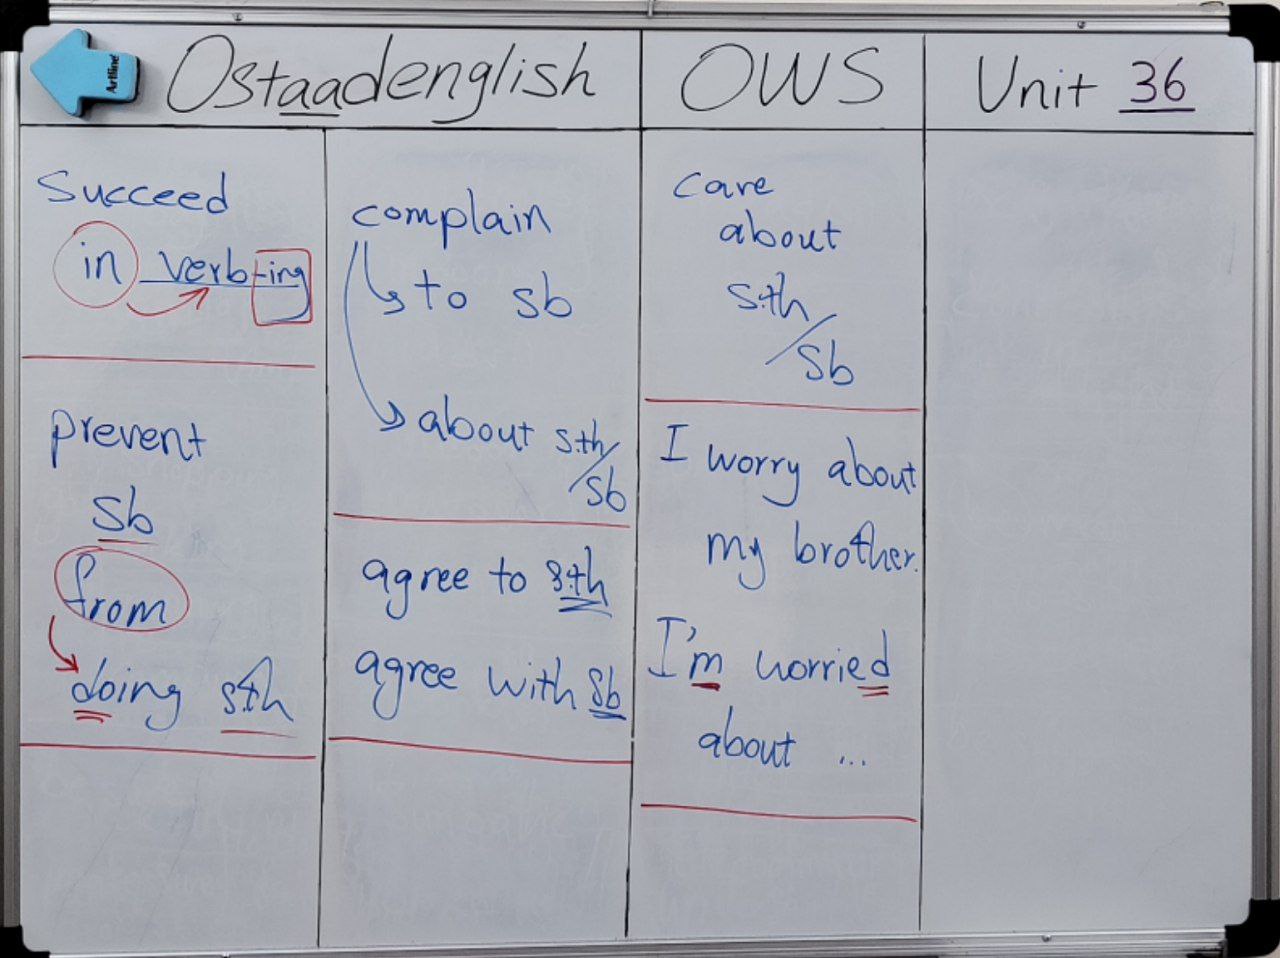 Artline
Ostaadenglish
OWS
Unit 36
Succeed
in verb-ing
prevent
sb
from
doing s.th
complain
to sb
about s.th/
sb
agree to s.th
agree with sb
care
about
s.th/
sb
I worry about
my brother.
I'm worried
about ...